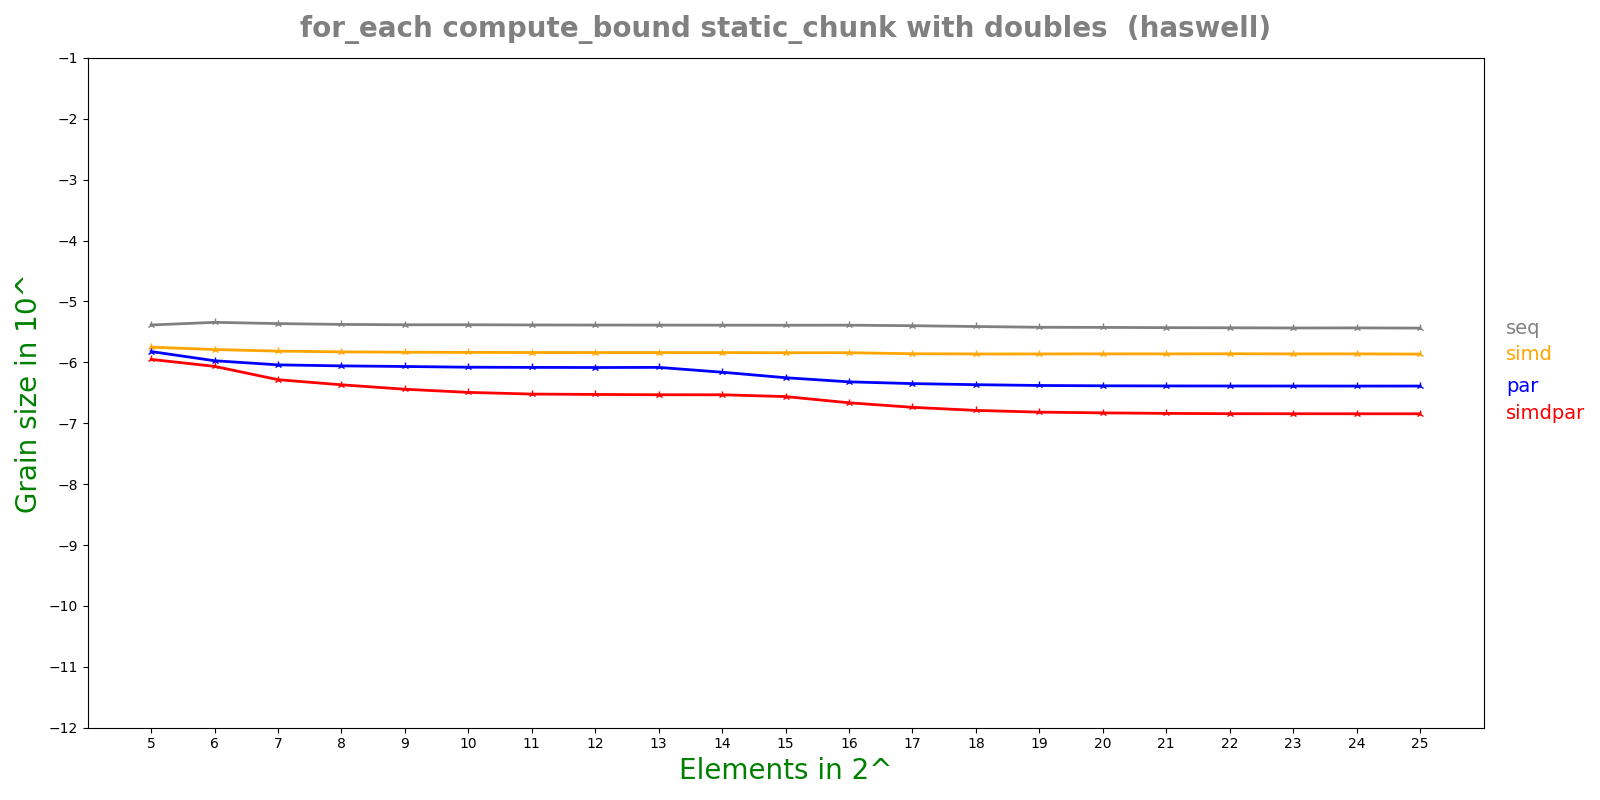 for_each compute_bound static_chunk with doubles  (haswell)
−1
−2
−3
−4
−5
−6
−7
−8
−9
−10
−11
−12
Grain size in 10^
seq
simd
par
simdpar
5 6 7 8 9 10 11 12 13 14 15 16 17 18 19 20 21 22 23 24 25
Elements in 2^